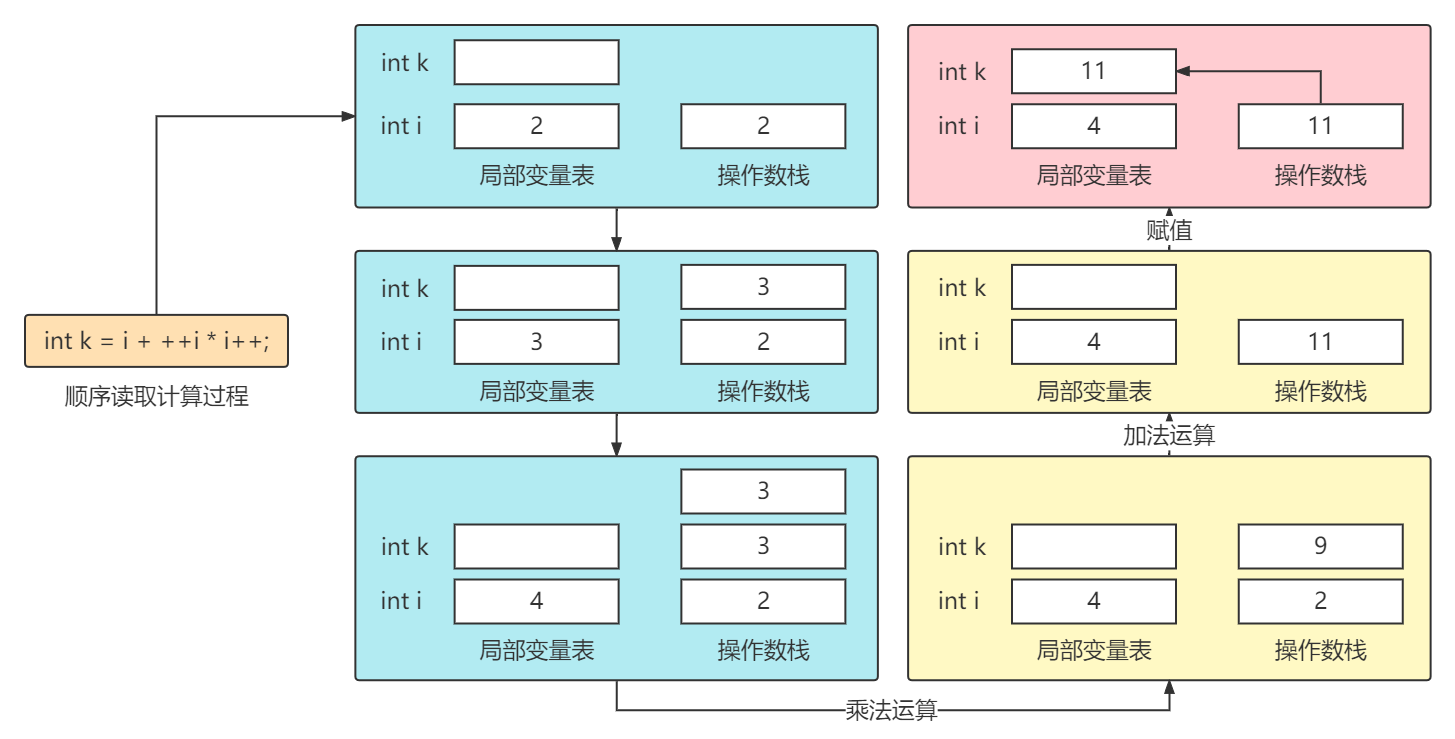 int k = i + ++i * i++;
顺序读取计算过程
int k
int i 2 2
局部变量表 操作数栈
int k 3
int i 3 2
局部变量表 操作数栈
3
int k 3
int i 4 2
局部变量表 操作数栈
乘法运算
int k 9
int i 4 2
局部变量表 操作数栈
加法运算
int k
int i 4 11
局部变量表 操作数栈
赋值
int k 11
int i 4 11
局部变量表 操作数栈